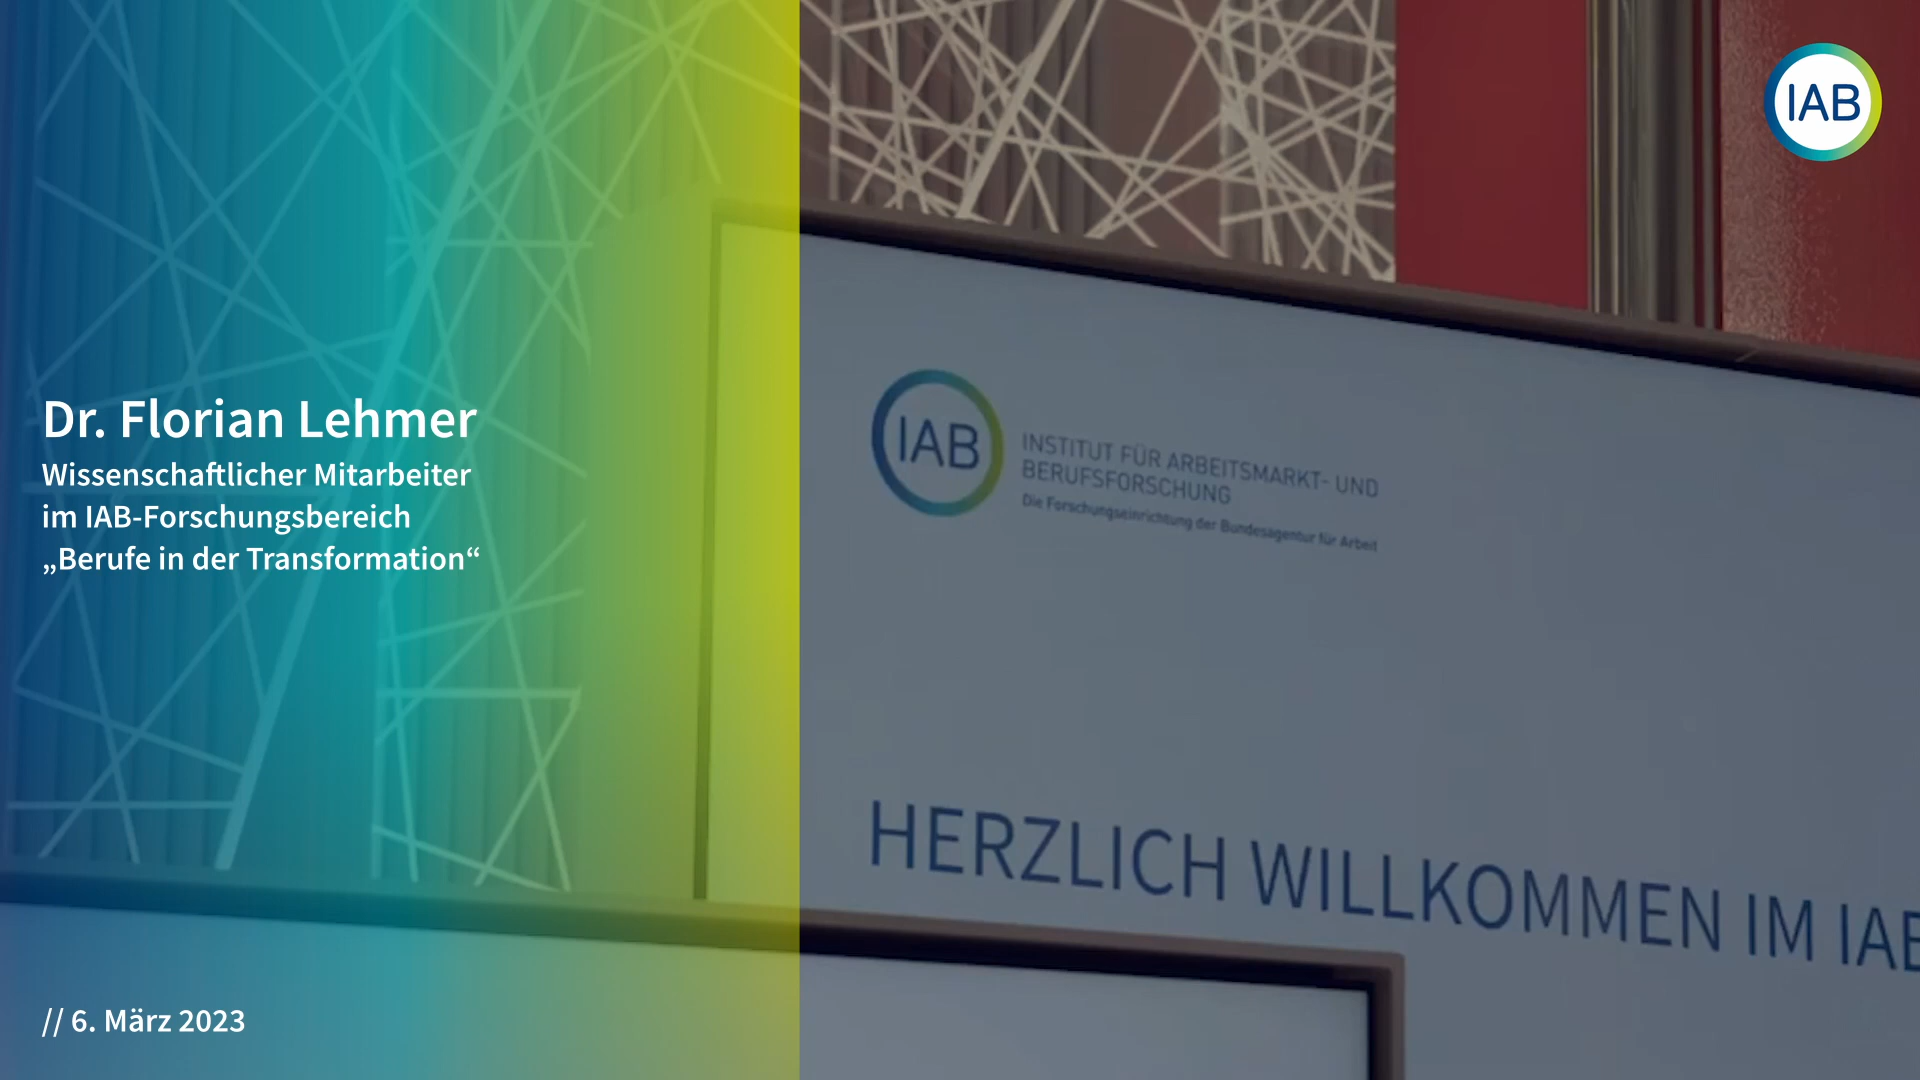 IAB
Dr. Florian Lehmer
Wissenschaftlicher Mitarbeiter
im IAB-Forschungsbereich
„Berufe in der Transformation“
// 6. März 2023
IAB
INSTITUT FÜR ARBEITSMARKT- UND
BERUFSFORSCHUNG
Die Forschungseinrichtung der Bundesagentur für Arbeit
HERZLICH WILLKOMMEN IM IAB